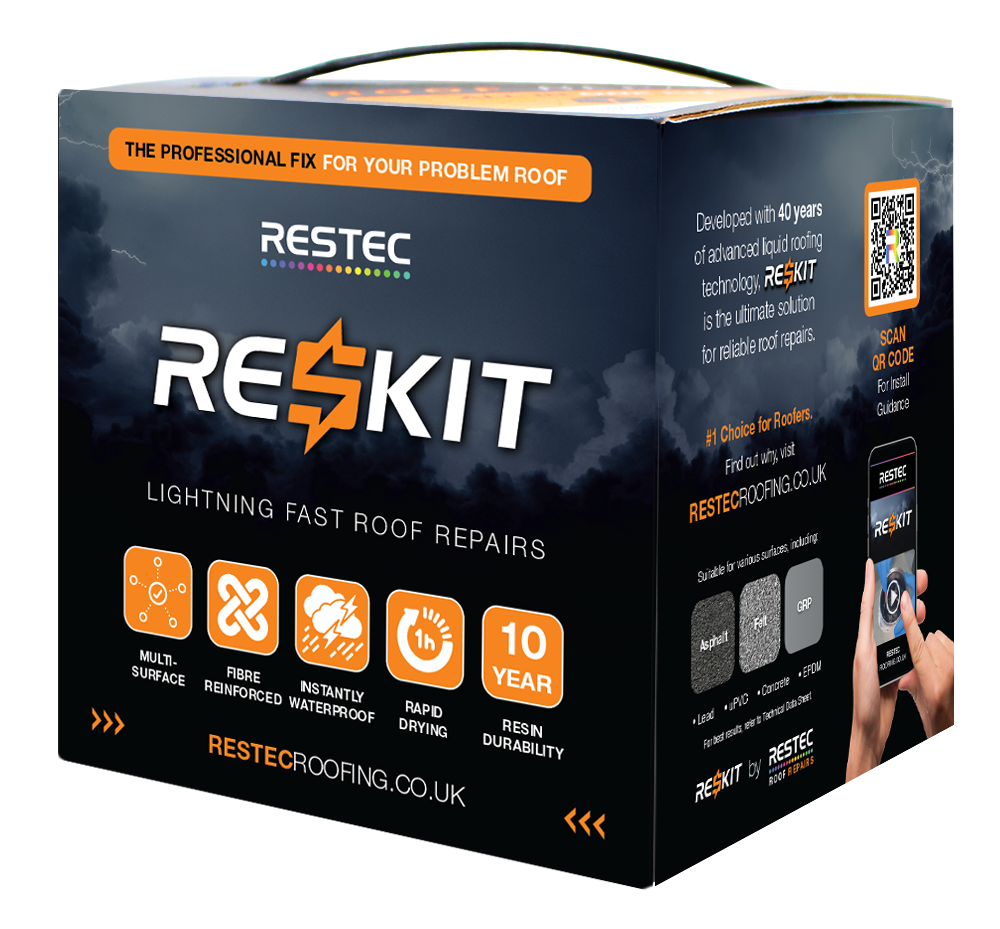 THE PROFESSIONAL FIX FOR YOUR PROBLEM ROOF
RESTEC
RESKIT
LIGHTNING FAST ROOF REPAIRS
1h
10
YEAR
MULTI-
SURFACE
FIBRE
REINFORCED
INSTANTLY
WATERPROOF
RAPID
DRYING
RESIN
DURABILITY
RESTECROOFING.CO.UK
Developed with 40 years
of advanced liquid roofing
technology, RESKIT
is the ultimate solution
for reliable roof repairs.
SCAN
QR CODE
For Install
Guidance
#1 Choice for Roofers.
Find out why, visit
RESTECROOFING.CO.UK
RESTEC
RESKIT
RESTEC
ROOFING.CO.UK
Suitable for various surfaces, including:
Asphalt
Felt
GRP
• Lead • uPVC • Concrete • EPDM
For best results, refer to Technical Data Sheet.
RESKIT by RESTEC
ROOF REPAIRS